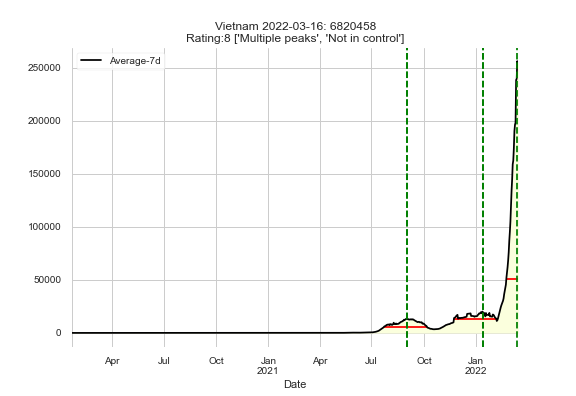 Vietnam 2022-03-16: 6820458
Rating:8 ['Multiple peaks', 'Not in control']
Average-7d
250000
200000
150000
100000
50000
0
Apr Jul Oct Jan Apr Jul Oct Jan
2021 2022
Date